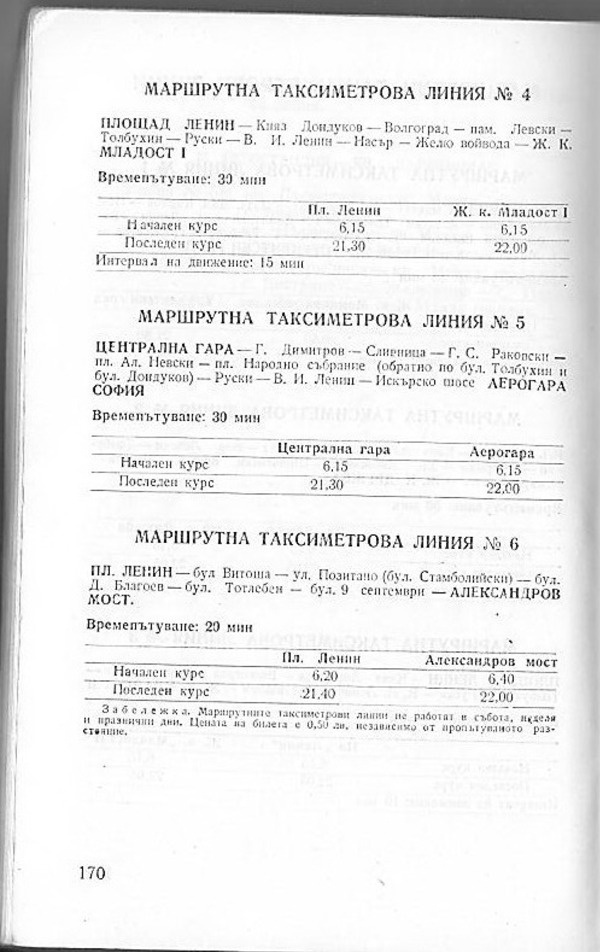 МАРШРУТНА ТАКСИМЕТРОВА ЛИНИЯ № 4
ПЛОЩАД ЛЕНИН — Княз Дондуков — Волгоград — пам. Левски —
Толбухин — Руски — В. И. Ленин — Насър — Желю войвода — Ж. К.
МЛАДОСТ I
Времепътуване: 30 мин
Пл. Ленин Ж. к. Младост I
Начален курс 6,15 6,15
Последен курс 21,30 22,00
Интервал на движение: 15 мин
МАРШРУТНА ТАКСИМЕТРОВА ЛИНИЯ № 5
ЦЕНТРАЛНА ГАРА — Г. Димитров — Сливница — Г. С. Раковски —
пл. Ал. Невски — пл. Народно събрание (обратно по бул. Толбухин и
бул. Дондуков) — Руски — В. И. Ленин — Искърско шосе АЕРОГАРА
СОФИЯ
Времепътуване: 30 мин
Централна гара Аерогара
Начален курс 6,15 6,15
Последен курс 21,30 22,00
МАРШРУТНА ТАКСИМЕТРОВА ЛИНИЯ № 6
ПЛ. ЛЕНИН — бул Витоша — ул. Позитано (бул. Стамболийски) — бул.
Д. Благоев — бул. Тотлебен — бул. 9 септември — АЛЕКСАНДРОВ
МОСТ.
Времепътуване: 20 мин
Пл. Ленин Александров мост
Начален курс 6,20 6,40
Последен курс 21,40 22,00
Забележка. Маршрутните таксиметрови линии не работят в събота, неделя
и празнични дни. Цената на билета е 0,50 лв, независимо от пропътуваното раз-
стояние.
170